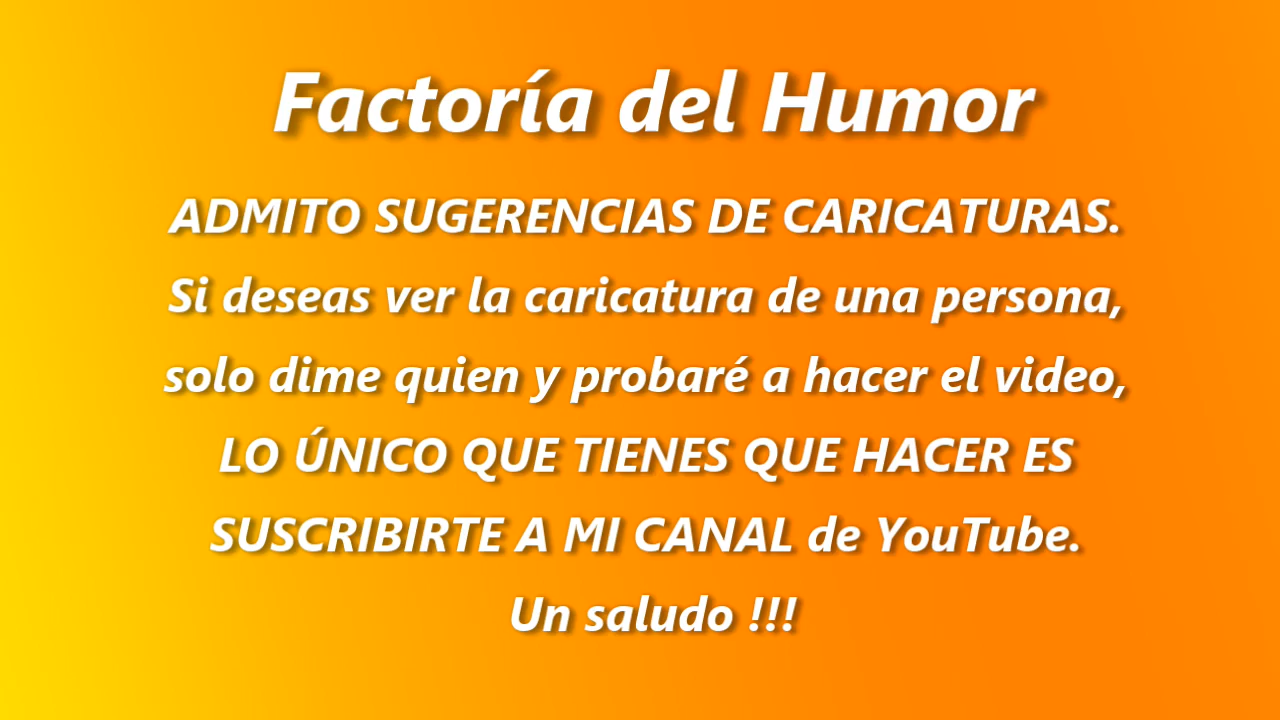 Factoría del Humor
ADMITO SUGERENCIAS DE CARICATURAS.
Si deseas ver la caricatura de una persona,
solo dime quien y probaré a hacer el video,
LO ÚNICO QUE TIENES QUE HACER ES
SUSCRIBIRTE A MI CANAL de YouTube.
Un saludo !!!